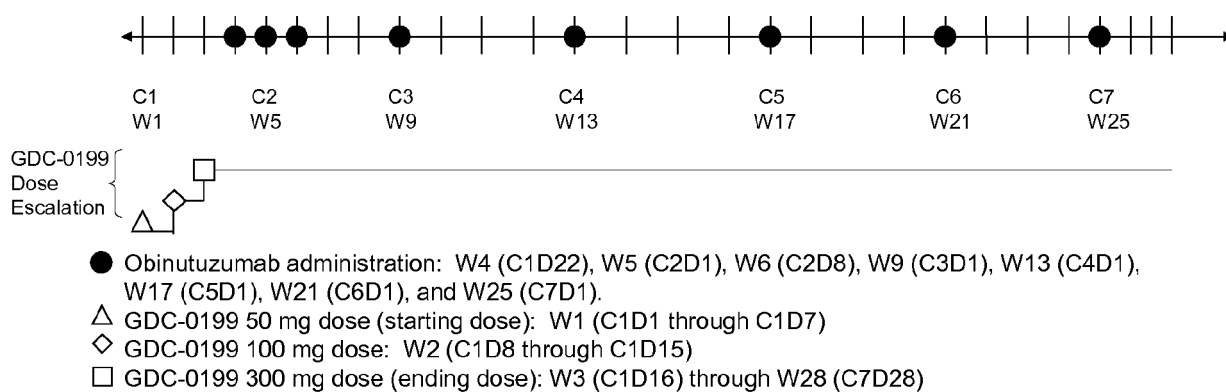 C1 C2 C3 C4 C5 C6 C7
W1 W5 W9 W13 W17 W21 W25
GDC-0199
Dose
Escalation
Obinutuzumab administration: W4 (C1D22), W5 (C2D1), W6 (C2D8), W9 (C3D1), W13 (C4D1),
W17 (C5D1), W21 (C6D1), and W25 (C7D1).
GDC-0199 50 mg dose (starting dose): W1 (C1D1 through C1D7)
GDC-0199 100 mg dose: W2 (C1D8 through C1D15)
GDC-0199 300 mg dose (ending dose): W3 (C1D16) through W28 (C7D28)